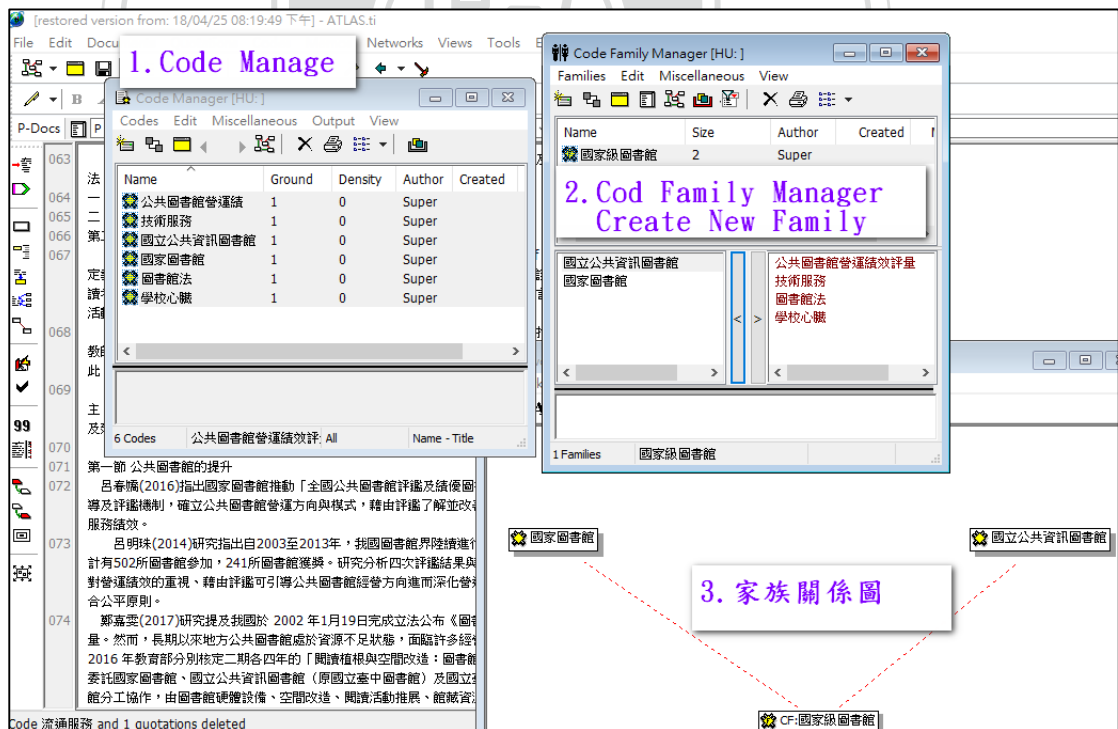 [restored version from: 18/04/25 08:19:49 下午] - ATLAS.ti
File Edit Docu
Networks Views Tools E
1.Code Manage
B
P-Docs P
Code Manager [HU: ]
Codes Edit Miscellaneous Output View
Name Ground Density Author Created
公共圖書館營運績 1 0 Super
技術服務 1 0 Super
國立公共資訊圖書館 1 0 Super
國家圖書館 1 0 Super
圖書館法 1 0 Super
學校心臟 1 0 Super
6 Codes 公共圖書館營運績效評; All Name - Title
Code Family Manager [HU: ]
Families Edit Miscellaneous View
Name Size Author Created
國家級圖書館 2 Super
2.Cod Family Manager
Create New Family
國立公共資訊圖書館
國家圖書館
< >
公共圖書館營運績效評量
技術服務
圖書館法
學校心臟
1 Families 國家級圖書館
063
法
064 一
065 二
066 第二
067
定
讀
活動
068
教
此
069
主
及
99
070
071 第一節 公共圖書館的提升
072 呂春嬌(2016)指出國家圖書館推動「全國公共圖書館評鑑及績優圖
導及評鑑機制，確立公共圖書館營運方向與模式，藉由評鑑了解並改
服務績效。
073 呂明珠(2014)研究指出自2003至2013年，我國圖書館界陸續進行
計有502所圖書館參加，241所圖書館獲獎。研究分析四次評鑑結果與
對營運績效的重視、藉由評鑑可引導公共圖書館經營方向進而深化營
合公平原則。
074 鄭嘉雯(2017)研究提及我國於 2002 年1月19日完成立法公布《圖
量。然而，長期以來地方公共圖書館處於資源不足狀態，面臨許多經
2016 年教育部分別核定二期各四年的「閱讀植根與空間改造：圖書館
委託國家圖書館、國立公共資訊圖書館（原國立臺中圖書館）及國立
館分工協作，由圖書館硬體設備、空間改造、閱讀活動推展、館藏資
Code 流通服務 and 1 quotations deleted
國家圖書館
國立公共資訊圖書館
3.家族關係圖
CF:國家級圖書館